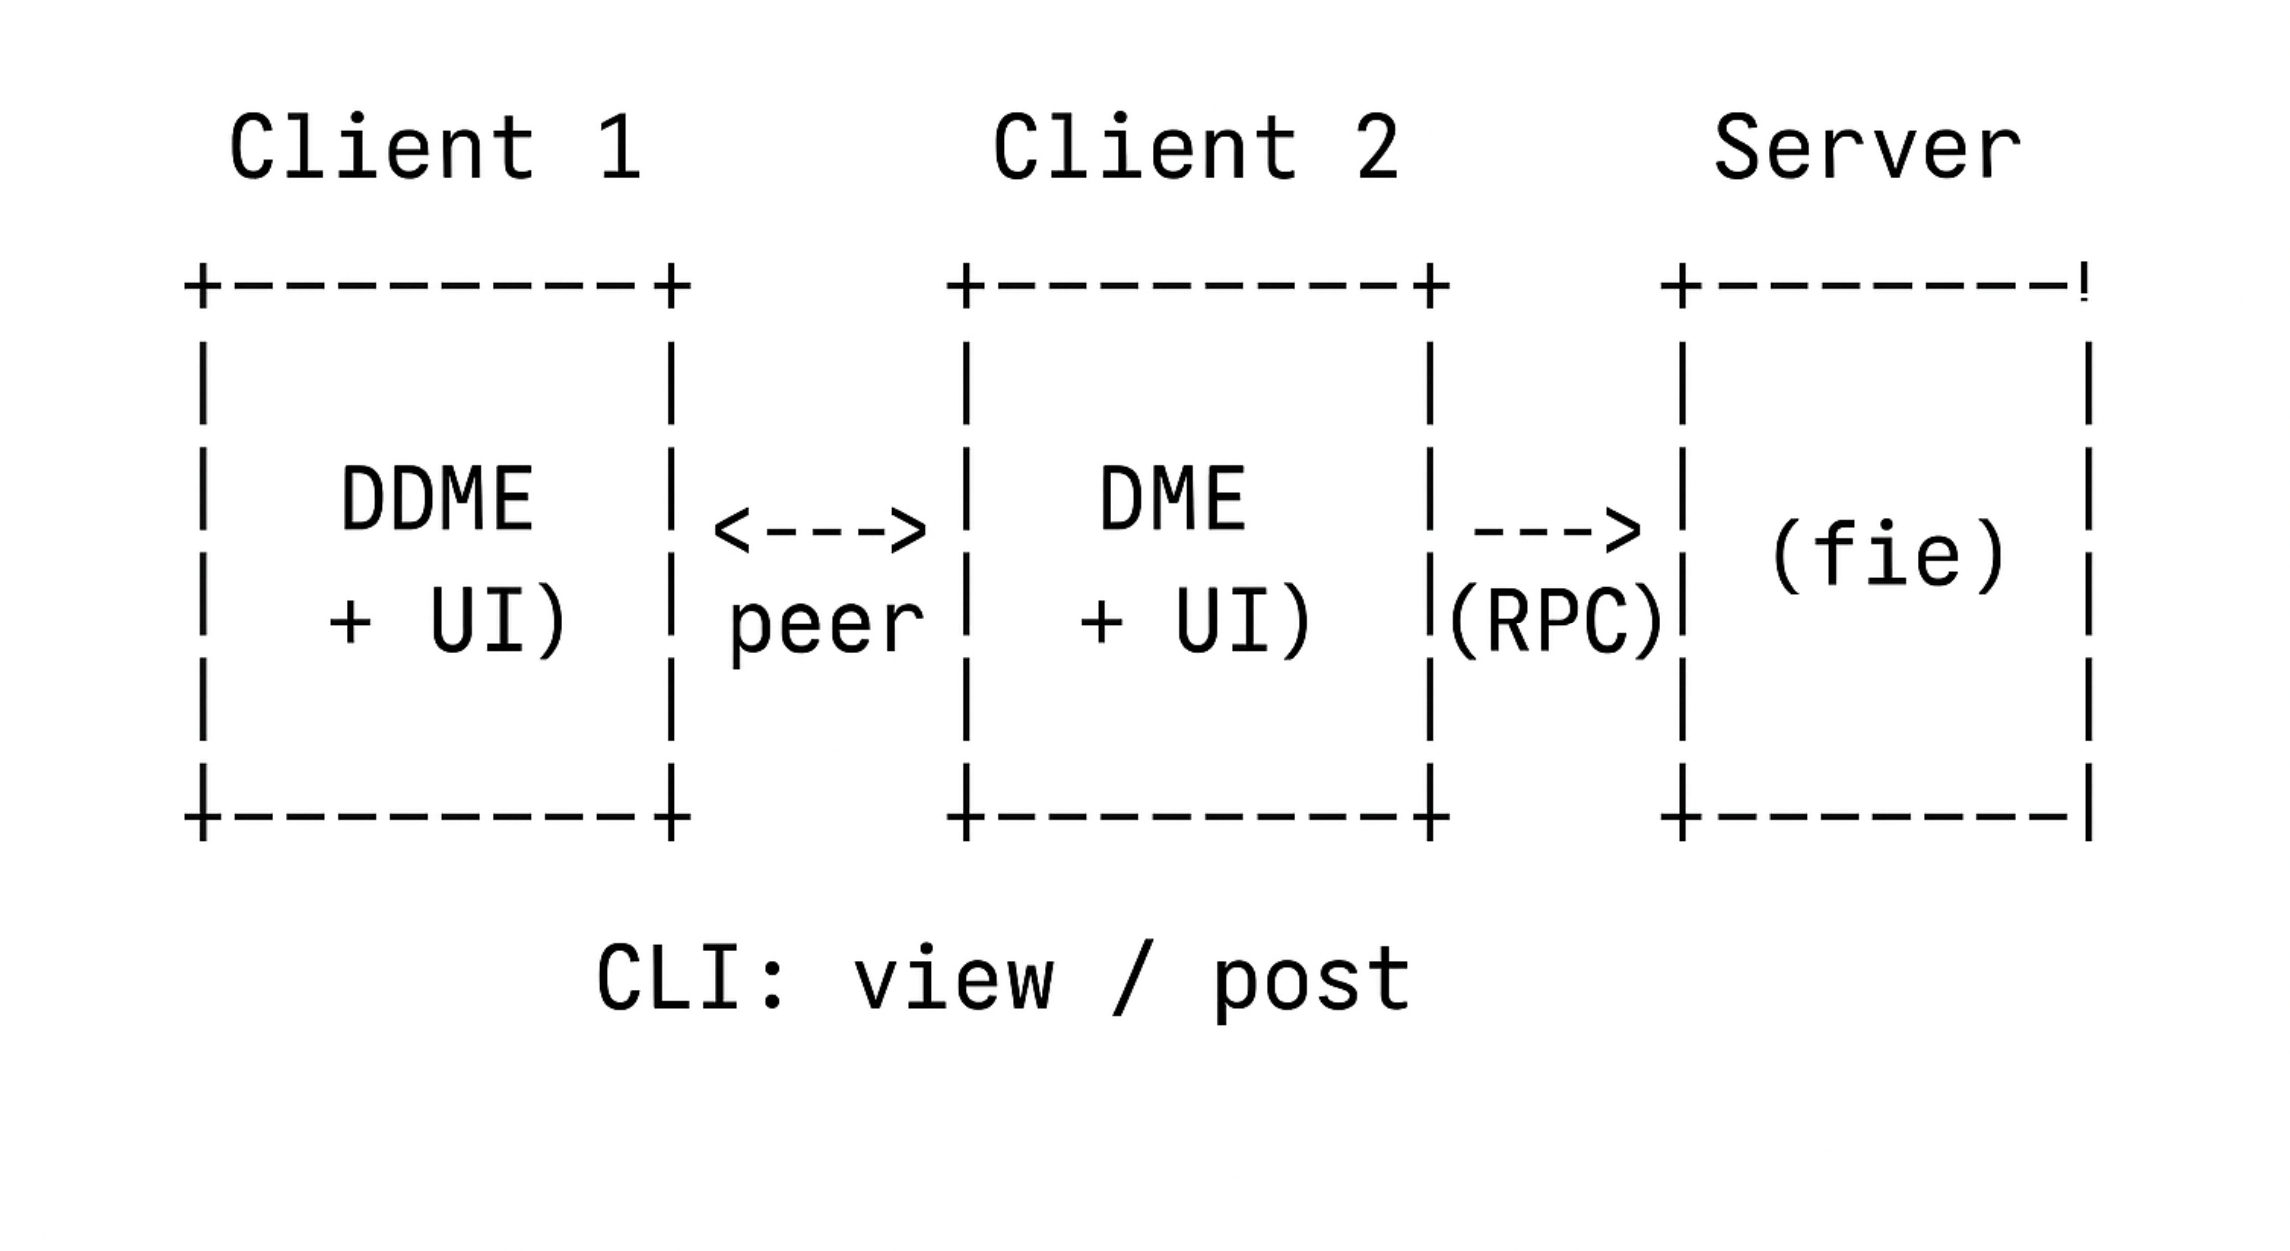 Client 1 Client 2 Server
+---------+ +--------+ +-------!
| | | | | |
| DDME | | DME | | |
<---> --->
(fie)
| + UI) | peer | + UI) | (RPC) | |
| | | | | |
+---------+ +--------+ +-------|
CLI: view / post